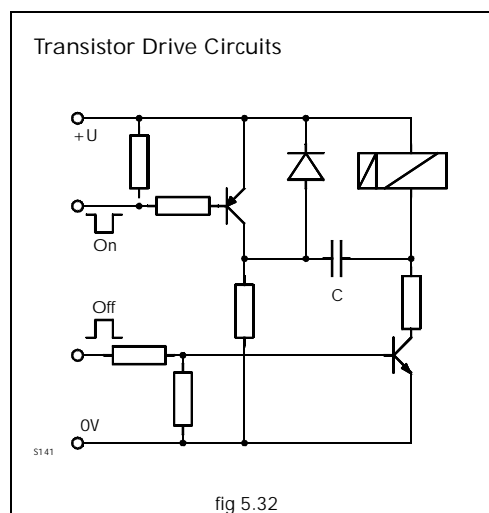 Transistor Drive Circuits
+U
On
C
Off
0V
S141
fig 5.32